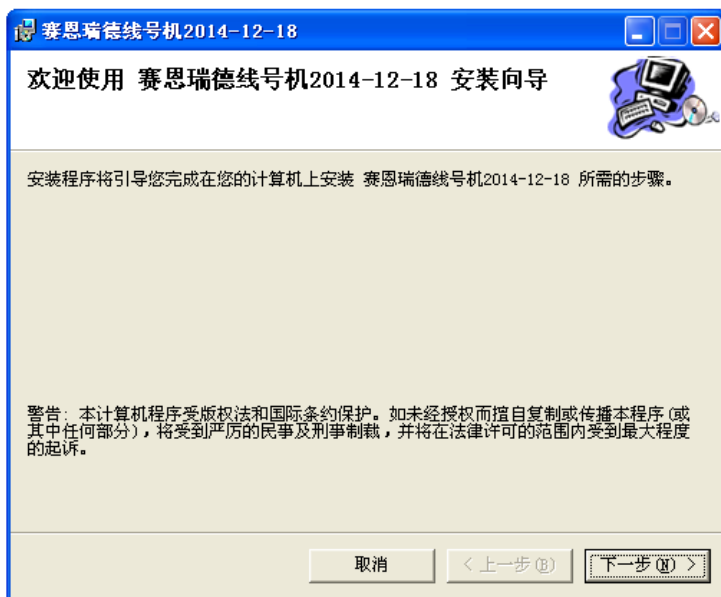 赛恩瑞德线号机2014-12-18
欢迎使用 赛恩瑞德线号机2014-12-18 安装向导
安装程序将引导您完成在您的计算机上安装 赛恩瑞德线号机2014-12-18 所需的步骤。
警告: 本计算机程序受版权法和国际条约保护。如未经授权而擅自复制或传播本程序(或
其中任何部分)，将受到严厉的民事及刑事制裁，并将在法律许可的范围内受到最大程度
的起诉。
取消
< 上一步(B)
下一步(N) >